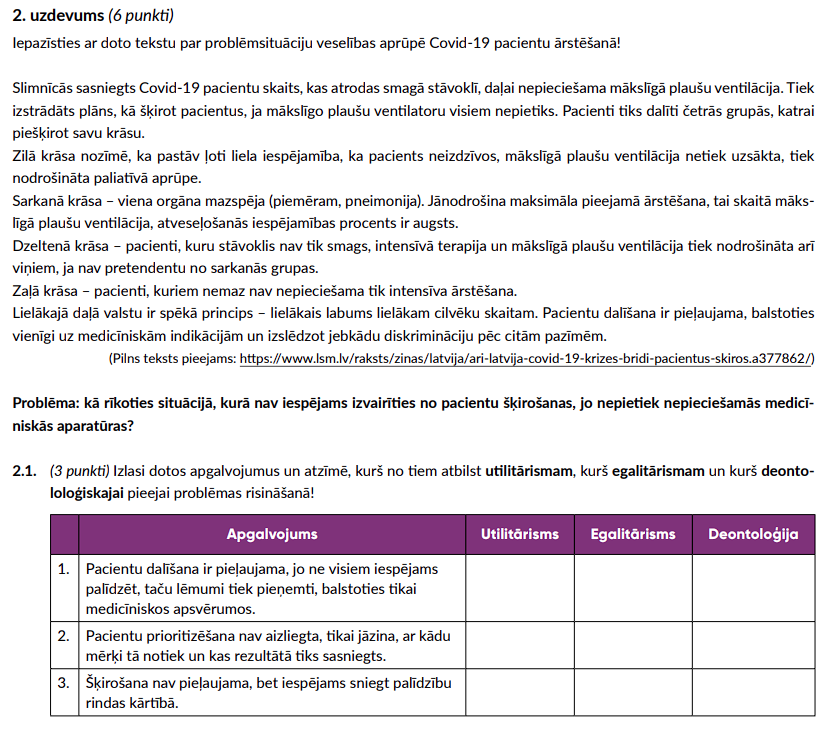 2. uzdevums (6 punkti)
Iepazīsties ar doto tekstu par problēmsituāciju veselības aprūpē Covid-19 pacientu ārstēšanā!
Slimnīcās sasniegts Covid-19 pacientu skaits, kas atrodas smagā stāvoklī, daļai nepieciešama mākslīgā plaušu ventilācija. Tiek
izstrādāts plāns, kā šķirot pacientus, ja mākslīgo plaušu ventilatoru visiem nepietiks. Pacienti tiks dalīti četrās grupās, katrai
piešķirot savu krāsu.
Zilā krāsa nozīmē, ka pastāv ļoti liela iespējamība, ka pacients neizdzīvos, mākslīgā plaušu ventilācija netiek uzsākta, tiek
nodrošināta paliatīvā aprūpe.
Sarkanā krāsa – viena orgāna mazspēja (piemēram, pneimonija). Jānodrošina maksimāla pieejamā ārstēšana, tai skaitā māks-
līgā plaušu ventilācija, atveseļošanās iespējamības procents ir augsts.
Dzeltenā krāsa – pacienti, kuru stāvoklis nav tik smags, intensīvā terapija un mākslīgā plaušu ventilācija tiek nodrošināta arī
viņiem, ja nav pretendentu no sarkanās grupas.
Zaļā krāsa – pacienti, kuriem nemaz nav nepieciešama tik intensīva ārstēšana.
Lielākajā daļā valstu ir spēkā princips – lielākais labums lielākam cilvēku skaitam. Pacientu dalīšana ir pieļaujama, balstoties
vienīgi uz medicīniskām indikācijām un izslēdzot jebkādu diskrimināciju pēc citām pazīmēm.
(Pilns teksts pieejams: https://www.lsm.lv/raksts/zinas/latvija/ari-latvija-covid-19-krizes-bridi-pacientus-skiros.a377862/)
Problēma: kā rīkoties situācijā, kurā nav iespējams izvairīties no pacientu šķirošanas, jo nepietiek nepieciešamās medicī-
niskās aparatūras?
2.1. (3 punkti) Izlasi dotos apgalvojumus un atzīmē, kurš no tiem atbilst utilitārismam, kurš egalitārismam un kurš deonto-
loloģiskajai pieejai problēmas risināšanā!
Apgalvojums Utilitārisms Egalitārisms Deontoloģija
1. Pacientu dalīšana ir pieļaujama, jo ne visiem iespējams
palīdzēt, taču lēmumi tiek pieņemti, balstoties tikai
medicīniskos apsvērumos.
2. Pacientu prioritizēšana nav aizliegta, tikai jāzina, ar kādu
mērķi tā notiek un kas rezultātā tiks sasniegts.
3. Šķirošana nav pieļaujama, bet iespējams sniegt palīdzību
rindas kārtībā.